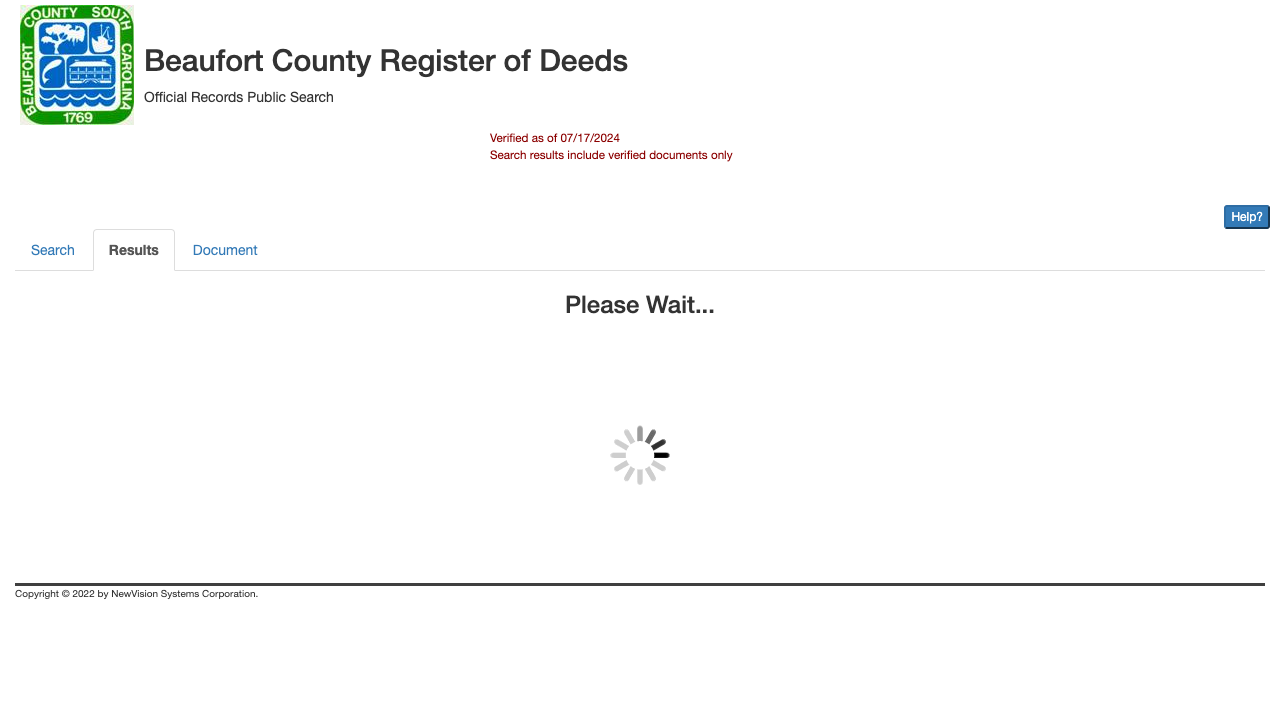 COUNTY SOUTH
BEAUFORT
CAROLINA
1769
Beaufort County Register of Deeds
Official Records Public Search
Verified as of 07/17/2024
Search results include verified documents only
Help?
Search
Results
Document
Please Wait...
Copyright © 2022 by NewVision Systems Corporation.